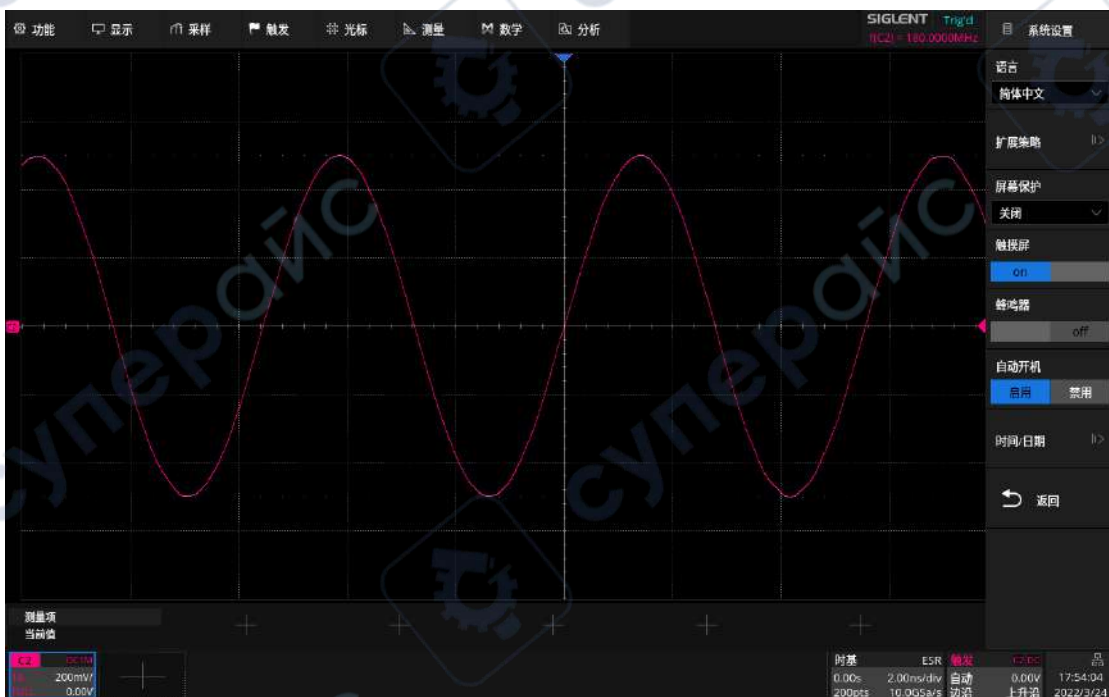 功能 显示 采样 触发 光标 测量 数学 分析
SIGLENT Trig'd
f(C2) = 180.0000MHz
系统设置
语言
简体中文
扩展策略
屏幕保护
关闭
触摸屏
on
蜂鸣器
off
自动开机
启用 禁用
时间/日期
返回
C2
测量项
当前值
C2 DC1M
1X 200mV/
0.00V
时基 ESR
0.00s 2.00ns/div
200pts 10.0GSa/s
触发 C2 DC
自动 0.00V
边沿 上升沿
17:54:04
суперайс
суперайс